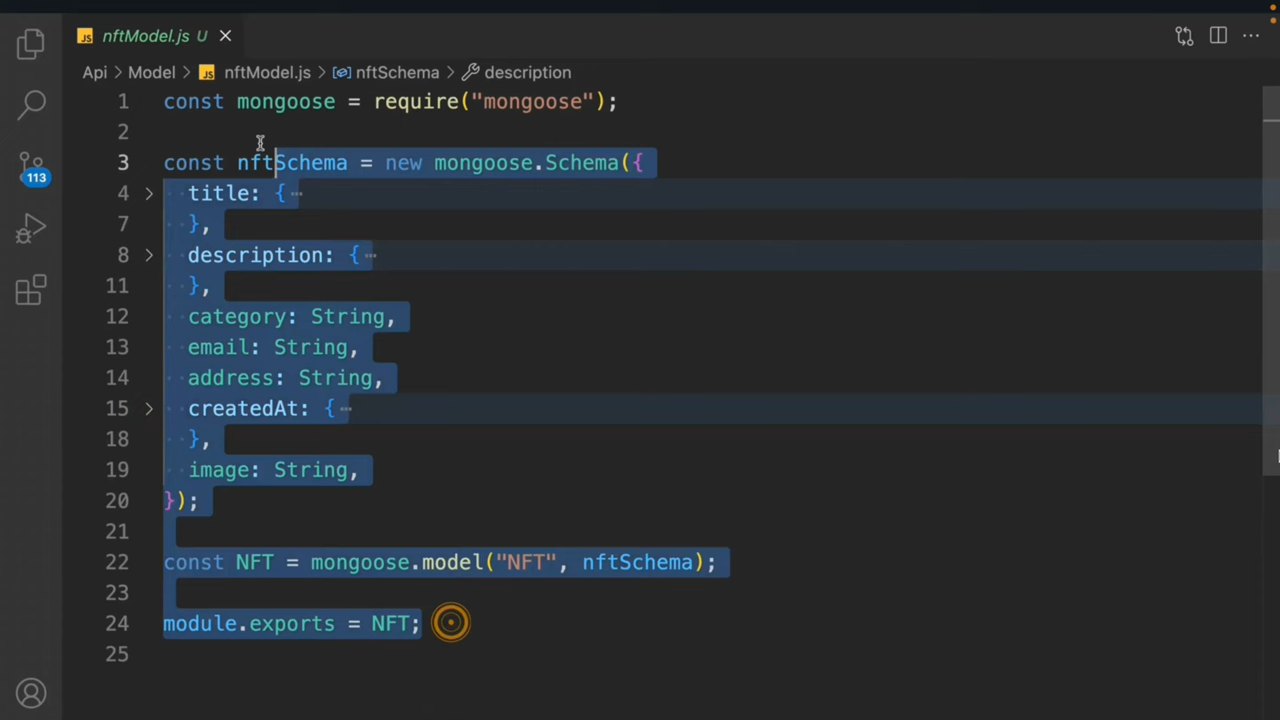 nftModel.js U
Api > Model > JS nftModel.js > nftSchema > description
113
1 const mongoose = require("mongoose");
2
3 const nftSchema = new mongoose.Schema({
4 title: {
7 },
8 description: {
11 },
12 category: String,
13 email: String,
14 address: String,
15 createdAt: {
18 },
19 image: String,
20 });
21
22 const NFT = mongoose.model("NFT", nftSchema);
23
24 module.exports = NFT;
25